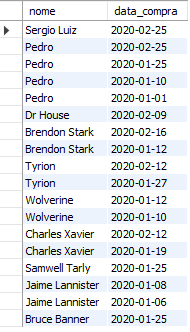 nome data_compra
Sergio Luiz 2020-02-25
Pedro 2020-02-25
Pedro 2020-01-25
Pedro 2020-01-10
Pedro 2020-01-01
Dr House 2020-02-09
Brendon Stark 2020-02-16
Brendon Stark 2020-01-12
Tyrion 2020-02-12
Tyrion 2020-01-27
Wolverine 2020-01-12
Wolverine 2020-01-10
Charles Xavier 2020-02-12
Charles Xavier 2020-01-19
Samwell Tarly 2020-01-25
Jaime Lannister 2020-01-08
Jaime Lannister 2020-01-06
Bruce Banner 2020-01-25